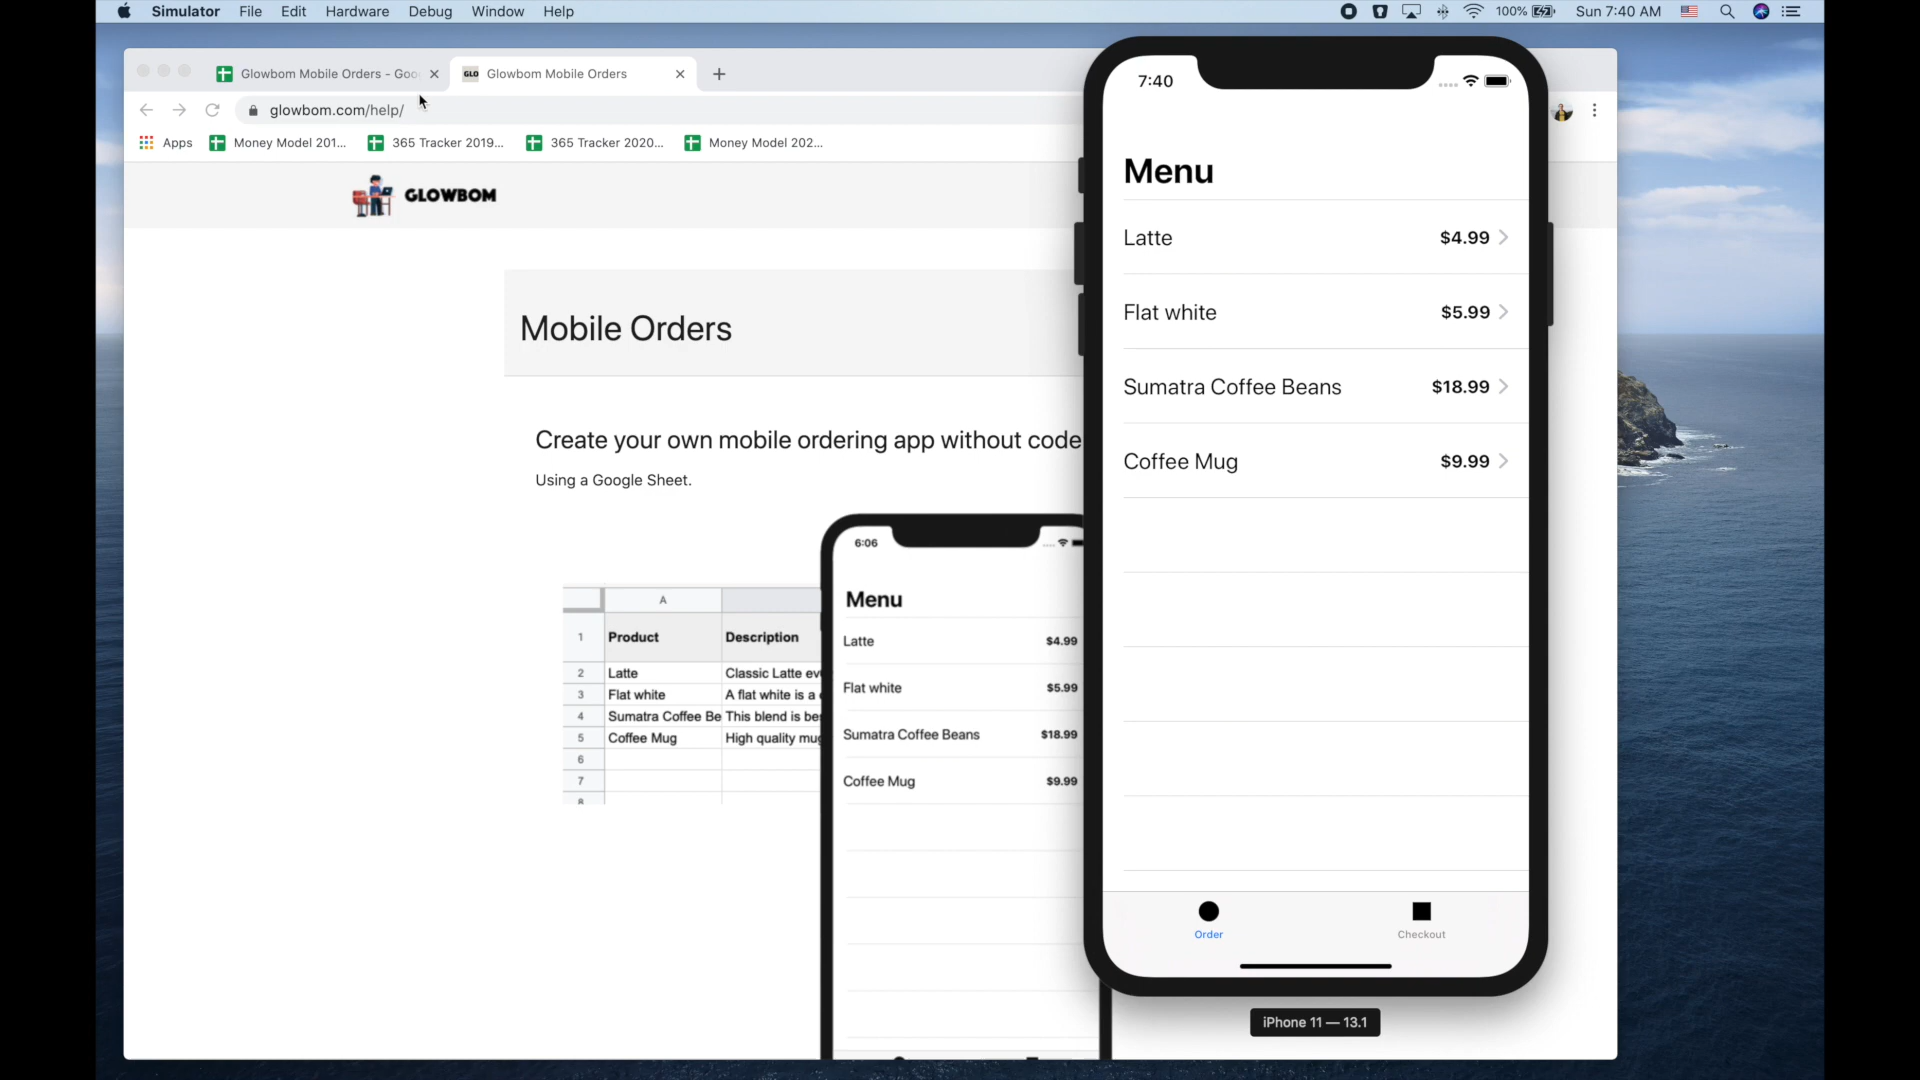 Simulator File Edit Hardware Debug Window Help 100% Sun 7:40 AM
Glowbom Mobile Orders - Goo
GLO Glowbom Mobile Orders
glowbom.com/help/
Apps Money Model 201... 365 Tracker 2019... 365 Tracker 2020... Money Model 202...
GLOWBOM
Mobile Orders
Create your own mobile ordering app without code
Using a Google Sheet.
A
1 Product Description
2 Latte Classic Latte ev
3 Flat white A flat white is a
4 Sumatra Coffee Be This blend is be
5 Coffee Mug High quality mug
6
7
8
6:06
Menu
Latte $4.99
Flat white $5.99
Sumatra Coffee Beans $18.99
Coffee Mug $9.99
7:40
Menu
Latte $4.99
Flat white $5.99
Sumatra Coffee Beans $18.99
Coffee Mug $9.99
Order Checkout
iPhone 11 — 13.1